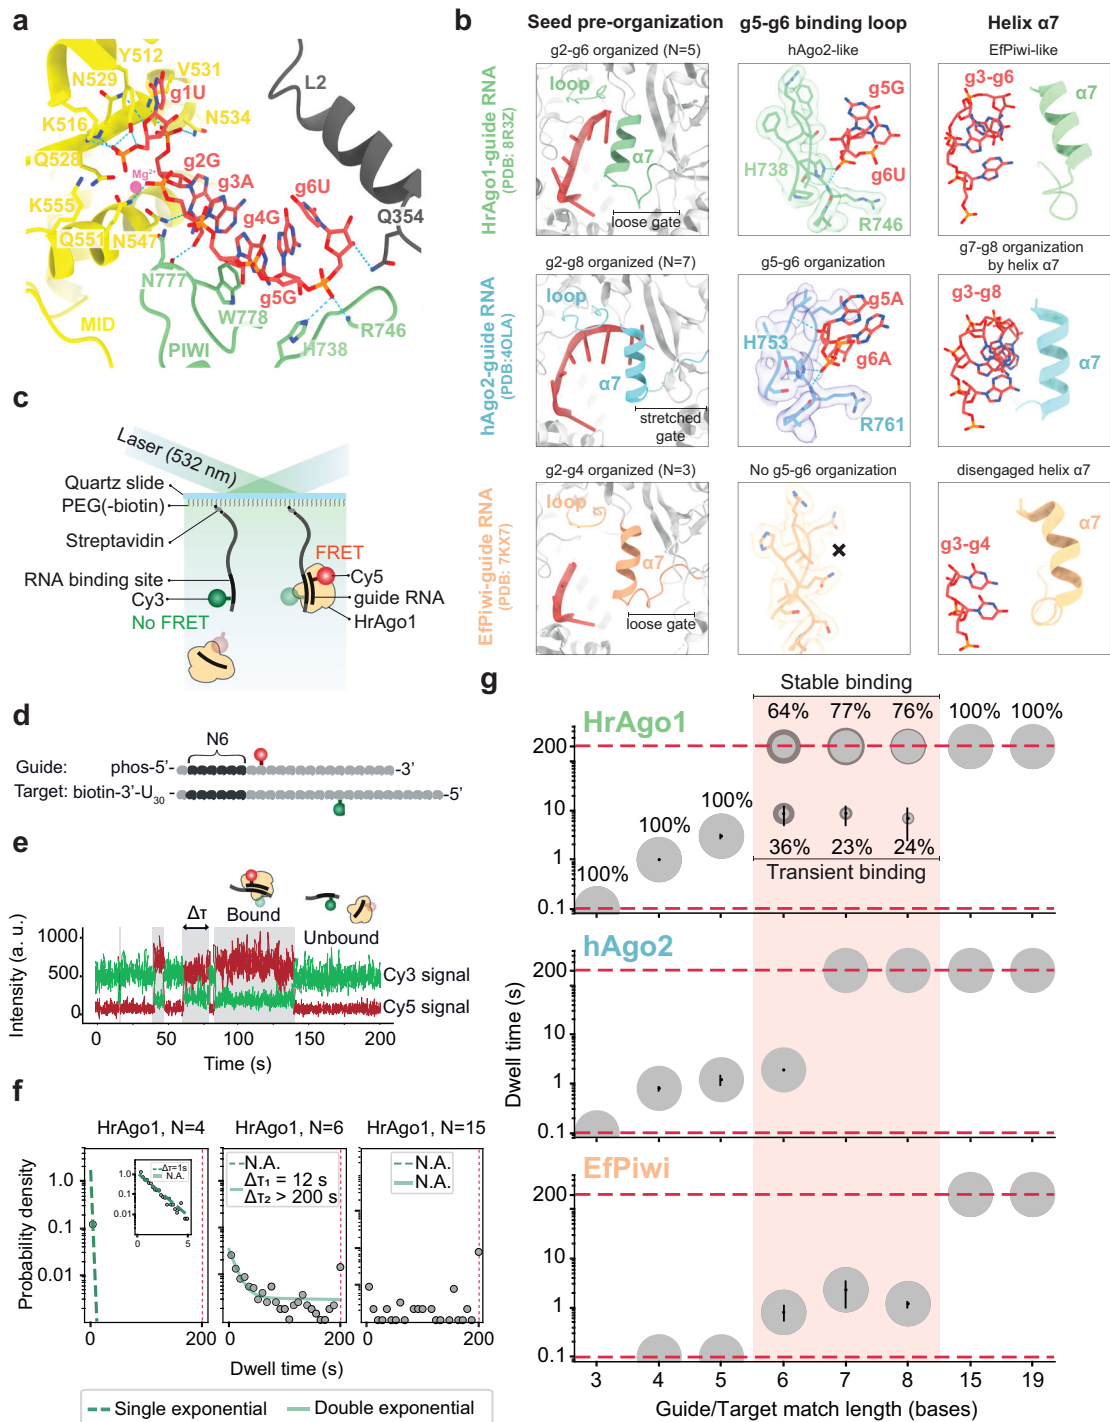 a
Y512
N529
V531
g1U
L2
K516
N534
Q528
g2G
Mg2+
g3A
g6U
K555
g4G
Q354
Q551
N547
N777
g5G
W778
R746
MID
PIWI
H738
b
Seed pre-organization
g5-g6 binding loop
Helix α7
HrAgo1-guide RNA
(PDB: 8R3Z)
g2-g6 organized (N=5)
hAgo2-like
EfPiwi-like
loop
α7
loose gate
g5G
H738
g6U
R746
g3-g6
α7
hAgo2-guide RNA
(PDB:4OLA)
g2-g8 organized (N=7)
g5-g6 organization
g7-g8 organization
by helix α7
loop
α7
stretched
gate
g5A
H753
g6A
R761
g3-g8
α7
EfPiwi-guide RNA
(PDB: 7KX7)
g2-g4 organized (N=3)
No g5-g6 organization
disengaged helix α7
loop
α7
loose gate
g3-g4
α7
c
Laser (532 nm)
Quartz slide
PEG(-biotin)
Streptavidin
FRET
RNA binding site
Cy5
Cy3
guide RNA
No FRET
HrAgo1
d
N6
Guide: phos-5'- -3'
Target: biotin-3'-U30 - -5'
e
Δτ
Bound
Unbound
Intensity (a. u.)
1000
500
0
Cy3 signal
Cy5 signal
0 50 100 150 200
Time (s)
f
HrAgo1, N=4
HrAgo1, N=6
HrAgo1, N=15
Probability density
1.0
0.1
0.01
Δτ=1s
N.A.
1.0
0.1
0.01
0 5
N.A.
Δτ1 = 12 s
Δτ2 > 200 s
N.A.
N.A.
0 200 0 200 0 200
Dwell time (s)
Single exponential
Double exponential
g
Stable binding
HrAgo1
64% 77% 76% 100% 100%
200
10
1
0.1
100%
100%
100%
36% 23% 24%
Transient binding
hAgo2
200
10
1
0.1
Dwell time (s)
EfPiwi
200
10
1
0.1
3 4 5 6 7 8 15 19
Guide/Target match length (bases)